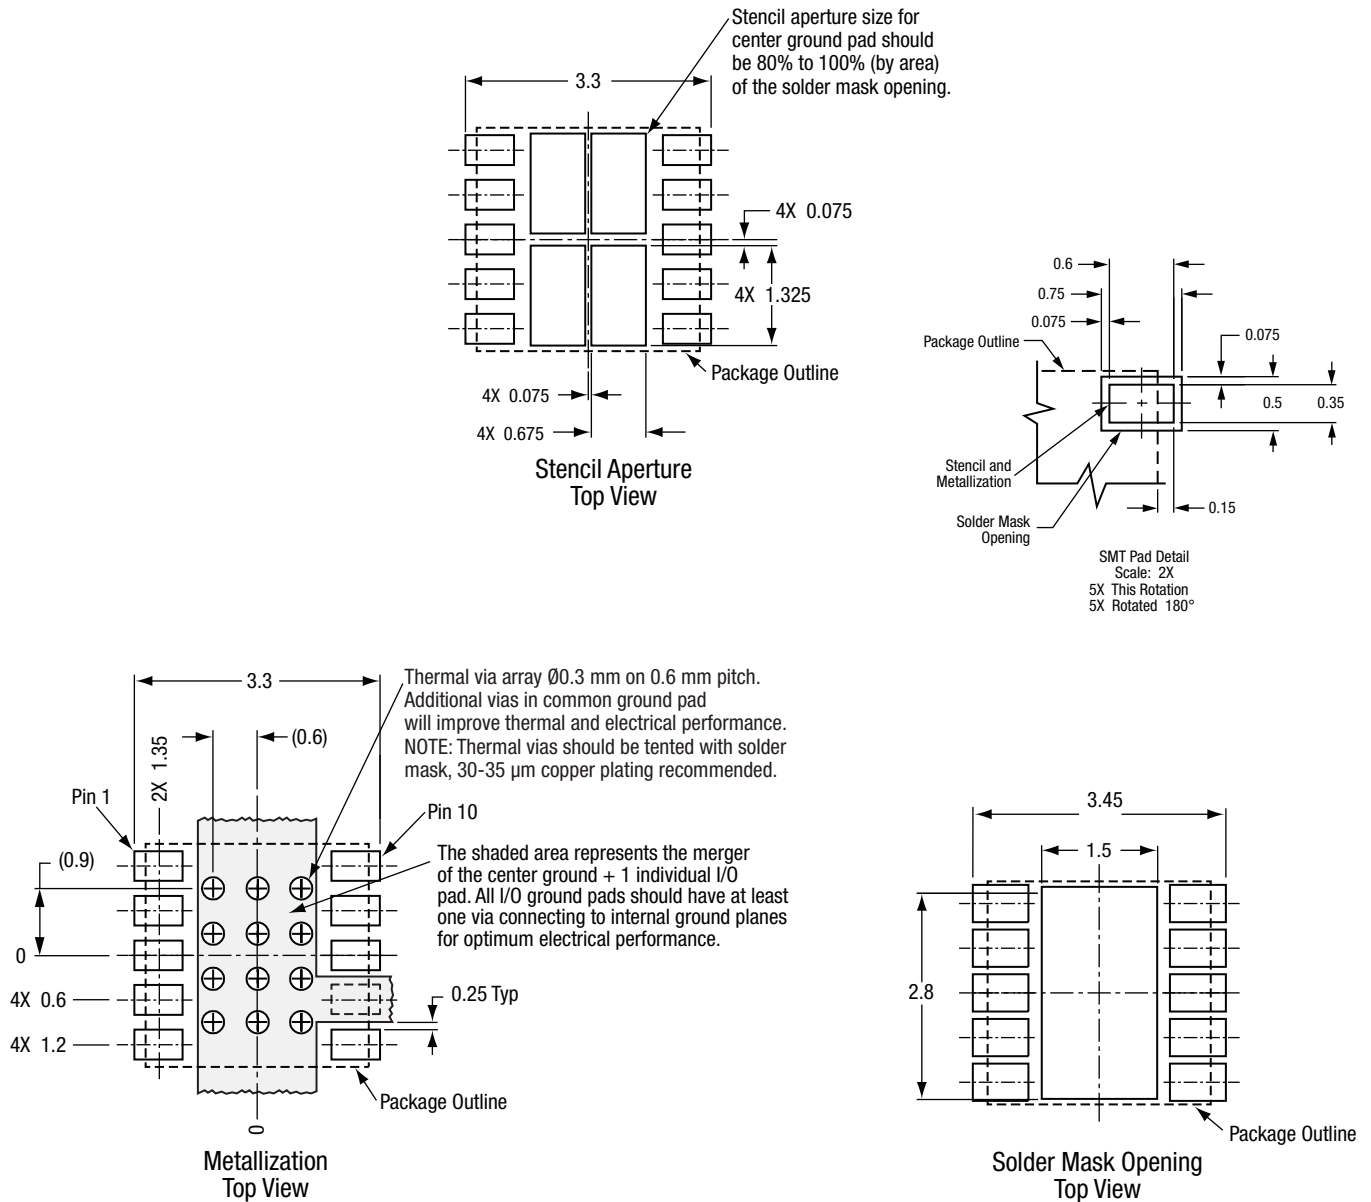 Stencil aperture size for
center ground pad should
be 80% to 100% (by area)
of the solder mask opening.
3.3
4X 0.075
4X 1.325
Package Outline
4X 0.075
4X 0.675
Stencil Aperture
Top View
0.6
0.75
0.075
0.075
Package Outline
0.5
0.35
Stencil and
Metallization
0.15
Solder Mask
Opening
SMT Pad Detail
Scale: 2X
5X This Rotation
5X Rotated 180°
3.3
Thermal via array Ø0.3 mm on 0.6 mm pitch.
Additional vias in common ground pad
will improve thermal and electrical performance.
NOTE: Thermal vias should be tented with solder
mask, 30-35 µm copper plating recommended.
(0.6)
2X 1.35
Pin 1
Pin 10
(0.9)
The shaded area represents the merger
of the center ground + 1 individual I/O
pad. All I/O ground pads should have at least
one via connecting to internal ground planes
for optimum electrical performance.
0
4X 0.6
0.25 Typ
4X 1.2
Package Outline
0
Metallization
Top View
3.45
1.5
2.8
Package Outline
Solder Mask Opening
Top View